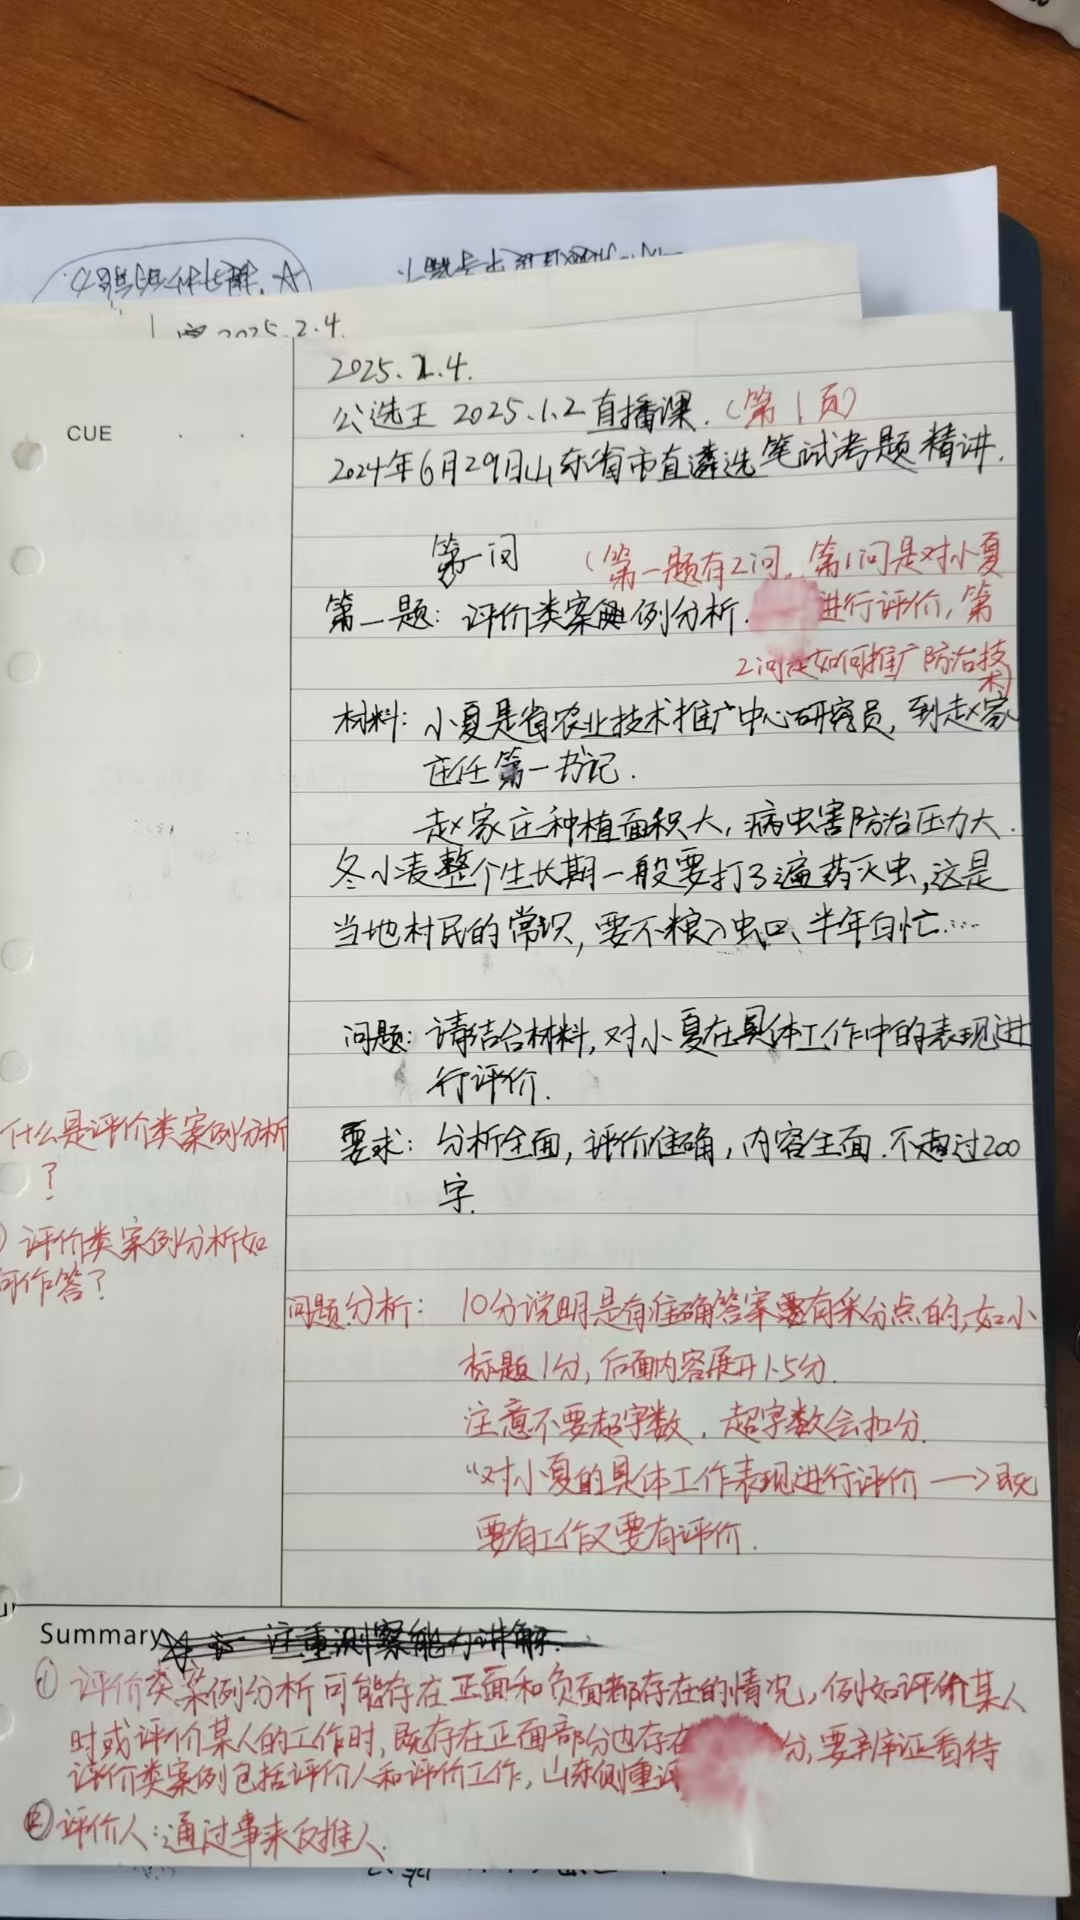 2025.2.4.
2025.2.4.
CUE
公选王 2025.1.2直播课.(第1页)
2024年6月29日山东省市直遴选笔试考题精讲.
第一问
(第一题有2问,第1问是对小夏
第一题:评价类案例分析.
进行评价,第
2问是如何推广防治技
术)
材料:小夏是省农业技术推广中心研究员,到赵家
庄任第一书记.
赵家庄种植面积大,病虫害防治压力大.
冬小麦整个生长期一般要打3遍药灭虫,这是
当地村民的常识,要不粮入虫口、半年白忙……
问题:请结合材料,对小夏在具体工作中的表现进
行评价.
什么是评价类案例分析
?
要求:分析全面,评价准确,内容全面.不超过200
字.
评价类案例分析如
何作答?
问题分析:10分说明是有准确答案要有采分点的,如小
标题1分,后面内容展开1.5分.
注意不要超字数,超字数会扣分.
“对小夏的具体工作表现进行评价→既
要有工作又要有评价.
Summary
注重测察能力讲解.
① 评价类案例分析可能存在正面和负面都存在的情况,例如评价某人
时或评价某人的工作时,既存在正面部分也存在 分,要辩证看待
评价类案例包括评价人和评价工作,山东侧重评
② 评价人:通过事来反推人.